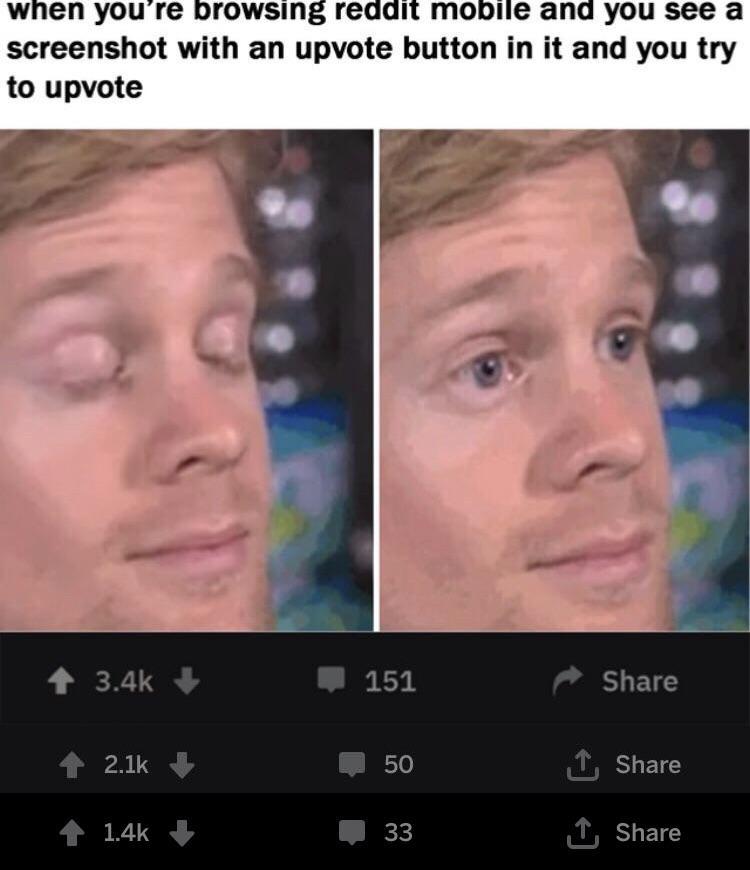 when you're browsing reddit mobile and you see a
screenshot with an upvote button in it and you try
to upvote
3.4k 151 Share
2.1k 50 Share
1.4k 33 Share